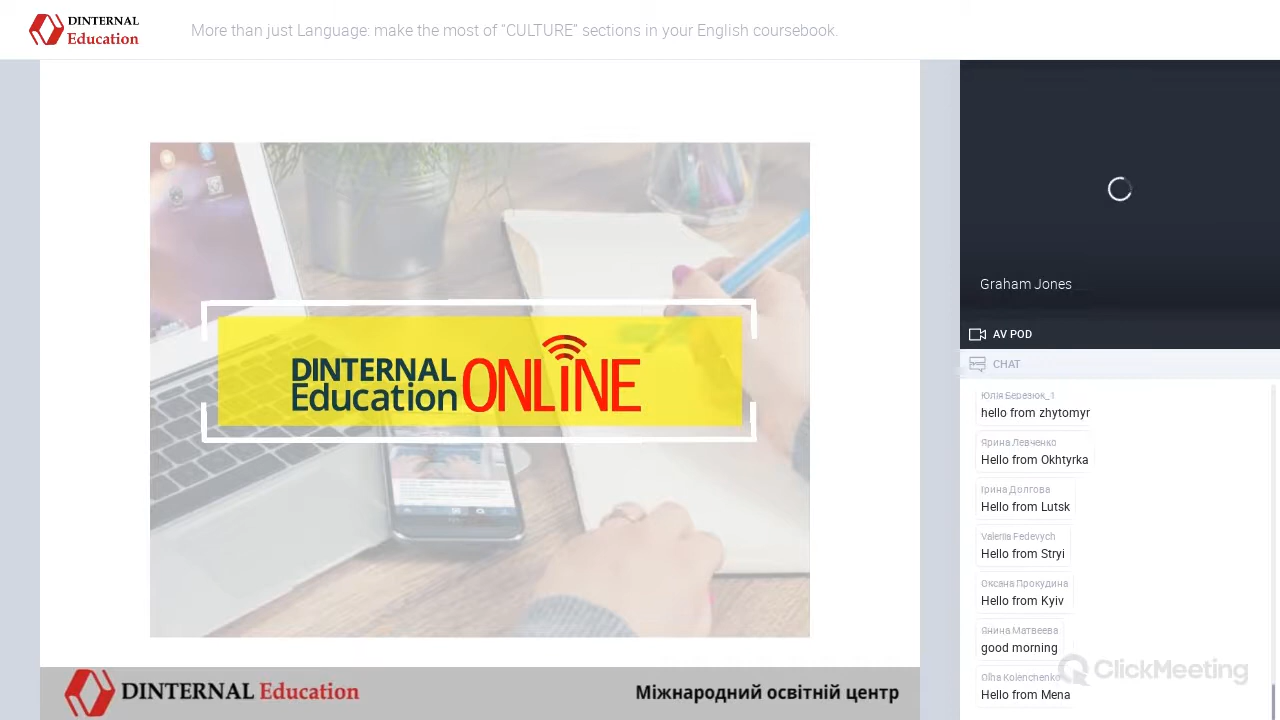 DINTERNAL
Education
More than just Language: make the most of “CULTURE” sections in your English coursebook.
DINTERNAL
Education
ONLINE
DINTERNAL Education
Міжнародний освітній центр
Graham Jones
AV POD
CHAT
Юлія Березюк_1
hello from zhytomyr
Ярина Левченко
Hello from Okhtyrka
Ірина Долгова
Hello from Lutsk
Valeriia Fedevych
Hello from Stryi
Оксана Прокудина
Hello from Kyiv
Янина Матвеева
good morning
Olha Kolenchenko
Hello from Mena
ClickMeeting